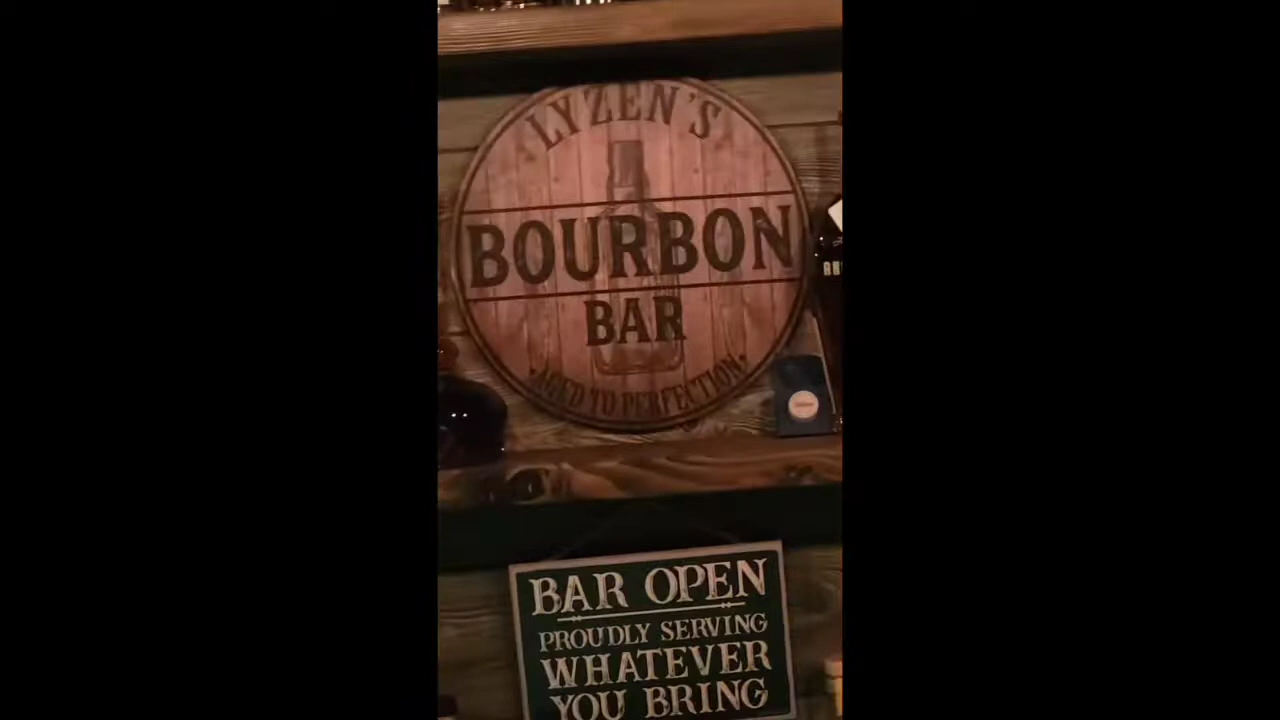 LYZEN'S
BOURBON
BAR
·AGED TO PERFECTION·
BAR OPEN
PROUDLY SERVING
WHATEVER
YOU BRING